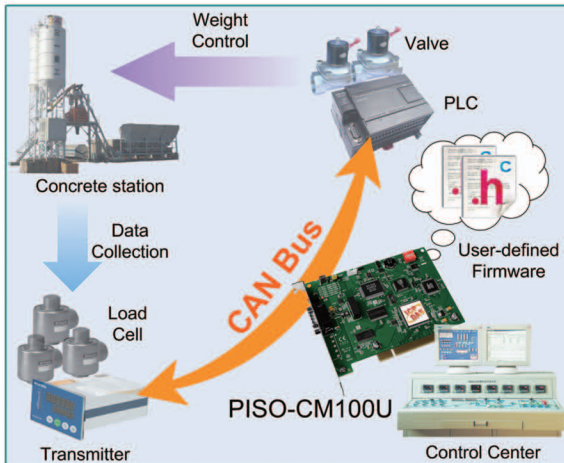 Weight
Control
Valve
PLC
Concrete station
C
C
.h
User-defined
Firmware
Data
Collection
CAN Bus
Load
Cell
PISO-CM100U
Transmitter
Control Center